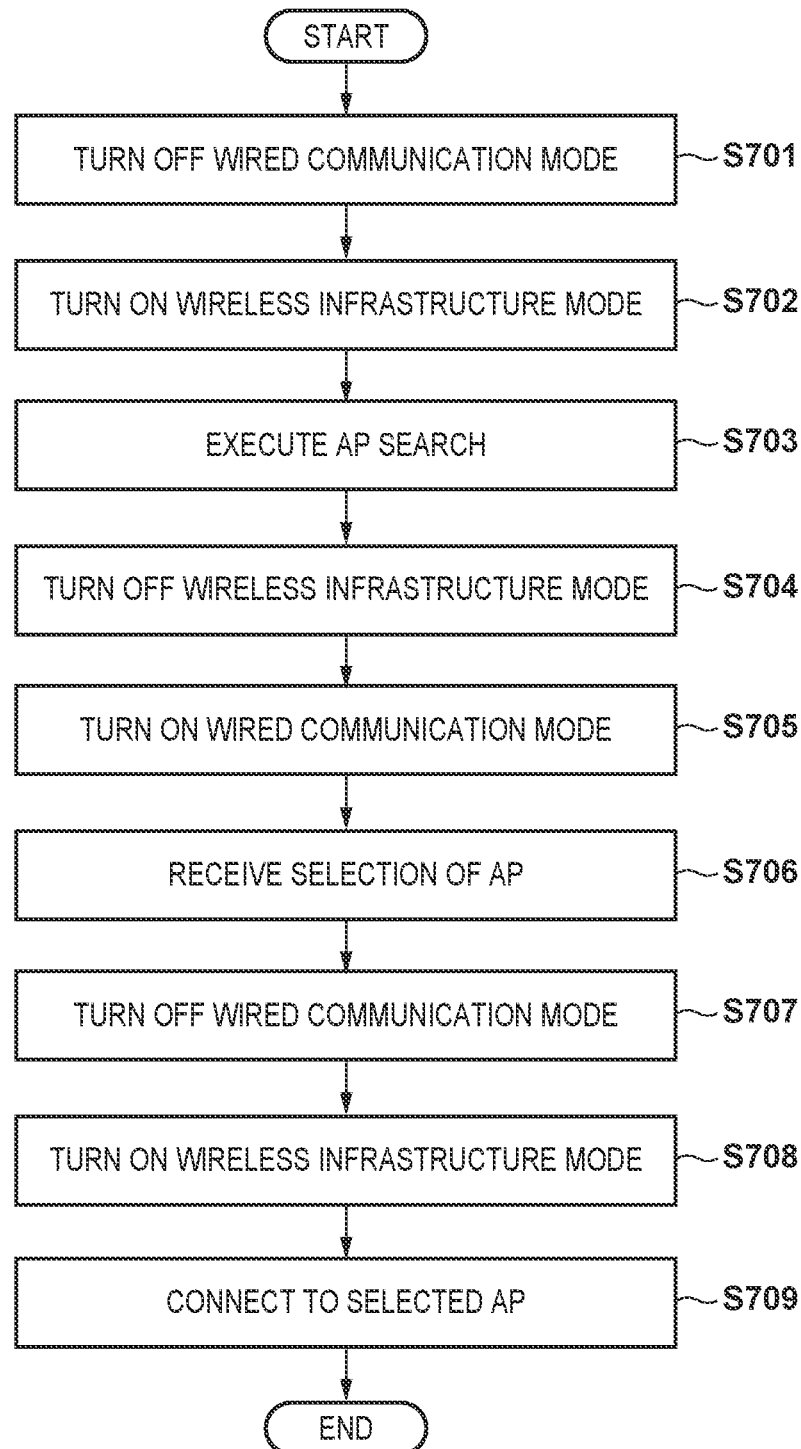 START
TURN OFF WIRED COMMUNICATION MODE S701
TURN ON WIRELESS INFRASTRUCTURE MODE S702
EXECUTE AP SEARCH S703
TURN OFF WIRELESS INFRASTRUCTURE MODE S704
TURN ON WIRED COMMUNICATION MODE S705
RECEIVE SELECTION OF AP S706
TURN OFF WIRED COMMUNICATION MODE S707
TURN ON WIRELESS INFRASTRUCTURE MODE S708
CONNECT TO SELECTED AP S709
END